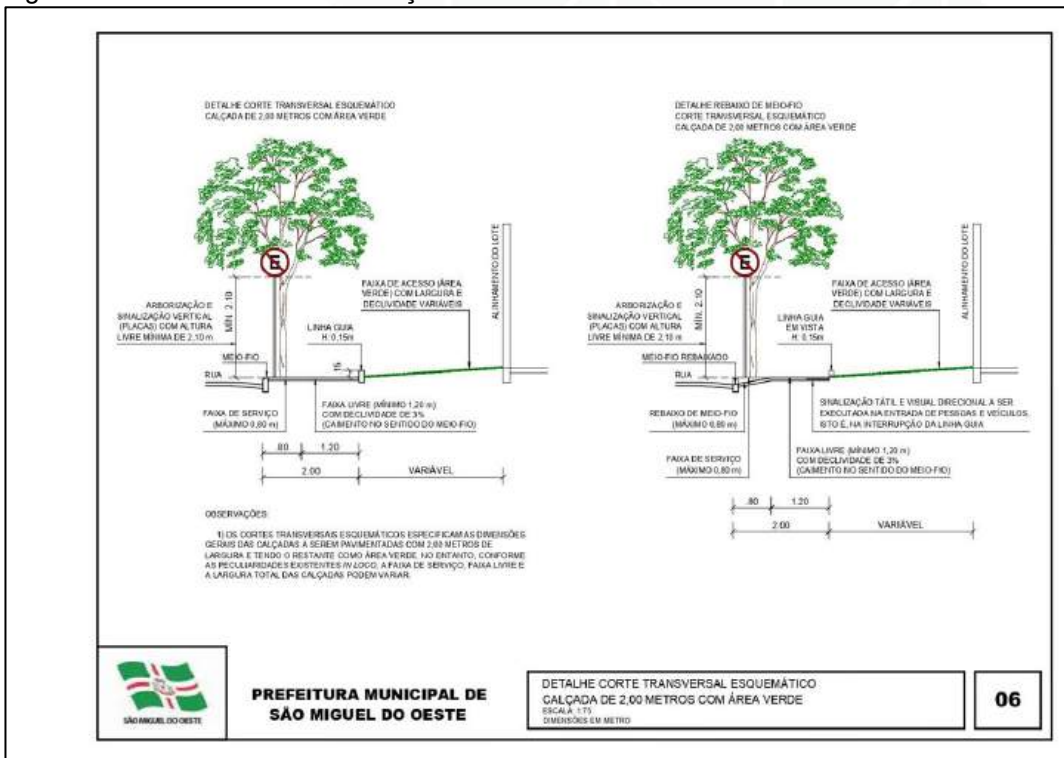 DETALHE CORTE TRANSVERSAL ESQUEMÁTICO
CALÇADA DE 2,00 METROS COM ÁREA VERDE
E
ARBORIZAÇÃO E
SINALIZAÇÃO VERTICAL
(PLACAS) COM ALTURA
LIVRE MÍNIMA DE 2,10 m
MÍN. 2.10
LINHA GUIA
H: 0,15m
FAIXA DE ACESSO (ÁREA
VERDE) COM LARGURA E
DECLIVIDADE VARIÁVEIS
ALINHAMENTO DO LOTE
MEIO-FIO
RUA
15
FAIXA DE SERVIÇO
(MÁXIMO 0,80 m)
FAIXA LIVRE (MÍNIMO 1,20 m)
COM DECLIVIDADE DE 3%
(CAIMENTO NO SENTIDO DO MEIO-FIO)
.80
1.20
2.00
VARIÁVEL
OBSERVAÇÕES:
1) OS CORTES TRANSVERSAIS ESQUEMÁTICOS ESPECIFICAM AS DIMENSÕES
GERAIS DAS CALÇADAS A SEREM PAVIMENTADAS COM 2,00 METROS DE
LARGURA E TENDO O RESTANTE COMO ÁREA VERDE. NO ENTANTO, CONFORME
AS PECULIARIDADES EXISTENTES IN LOCO, A FAIXA DE SERVIÇO, FAIXA LIVRE E
A LARGURA TOTAL DAS CALÇADAS PODEM VARIAR.
DETALHE REBAIXO DE MEIO-FIO
CORTE TRANSVERSAL ESQUEMÁTICO
CALÇADA DE 2,00 METROS COM ÁREA VERDE
E
ARBORIZAÇÃO E
SINALIZAÇÃO VERTICAL
(PLACAS) COM ALTURA
LIVRE MÍNIMA DE 2,10 m
MÍN. 2.10
LINHA GUIA
EM VISTA
H: 0,15m
FAIXA DE ACESSO (ÁREA
VERDE) COM LARGURA E
DECLIVIDADE VARIÁVEIS
ALINHAMENTO DO LOTE
MEIO-FIO REBAIXADO
RUA
REBAIXO DE MEIO-FIO
(MÁXIMO 0,80 m)
FAIXA DE SERVIÇO
(MÁXIMO 0,80 m)
SINALIZAÇÃO TÁTIL E VISUAL DIRECIONAL A SER
EXECUTADA NA ENTRADA DE PESSOAS E VEÍCULOS,
ISTO É, NA INTERRUPÇÃO DA LINHA GUIA
FAIXA LIVRE (MÍNIMO 1,20 m)
COM DECLIVIDADE DE 3%
(CAIMENTO NO SENTIDO DO MEIO-FIO)
.80
1.20
2.00
VARIÁVEL
SÃO MIGUEL DO OESTE
PREFEITURA MUNICIPAL DE
SÃO MIGUEL DO OESTE
DETALHE CORTE TRANSVERSAL ESQUEMÁTICO
CALÇADA DE 2,00 METROS COM ÁREA VERDE
ESCALA: 1:75
DIMENSÕES EM METRO
06